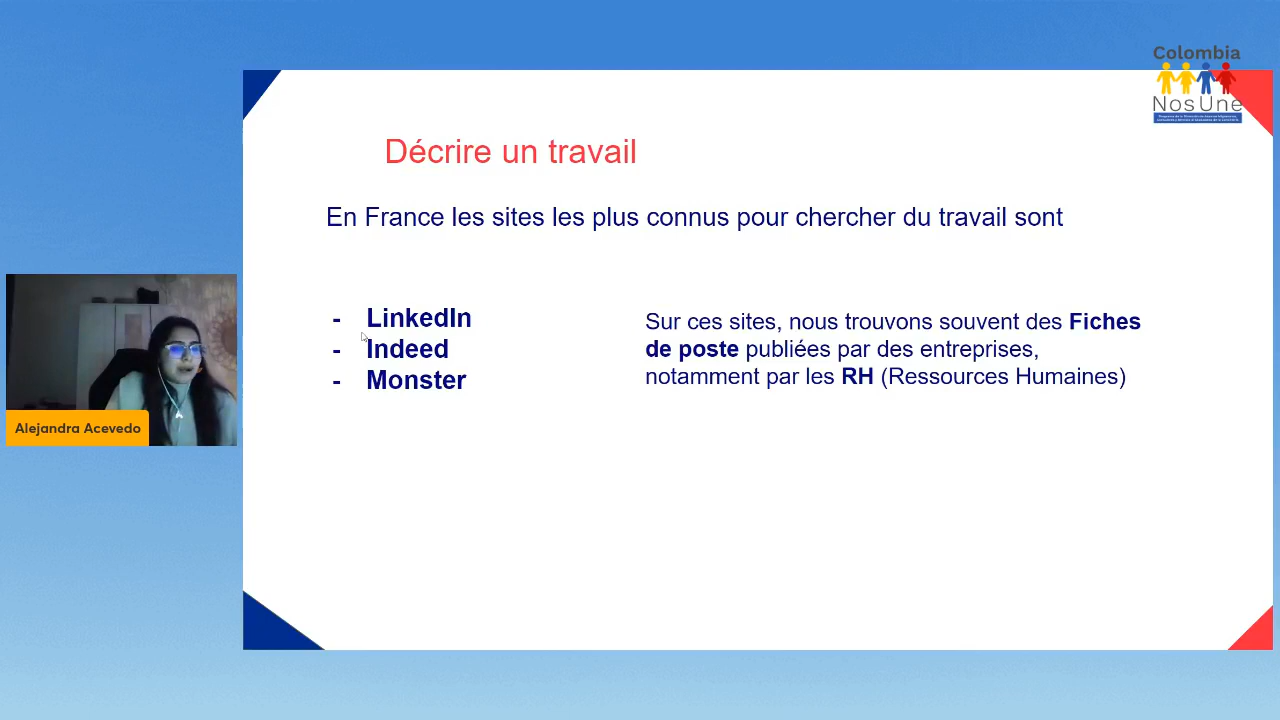 Colombia
NosUne
Décrire un travail
En France les sites les plus connus pour chercher du travail sont
- LinkedIn
- Indeed
- Monster
Sur ces sites, nous trouvons souvent des Fiches
de poste publiées par des entreprises,
notamment par les RH (Ressources Humaines)
Alejandra Acevedo